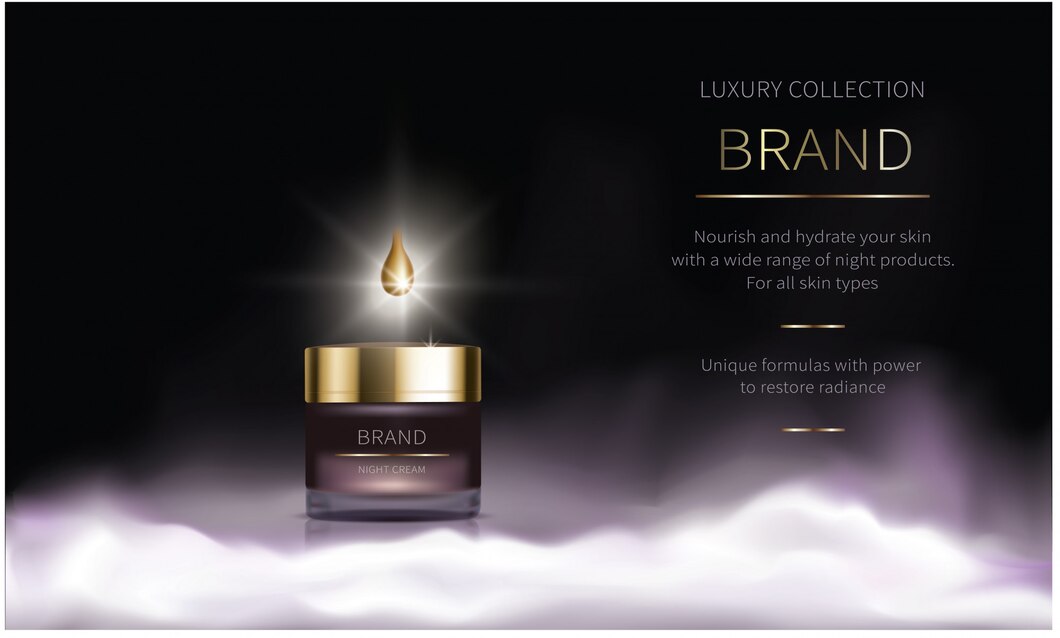 LUXURY COLLECTION
BRAND
Nourish and hydrate your skin
with a wide range of night products.
For all skin types
Unique formulas with power
to restore radiance
BRAND
NIGHT CREAM